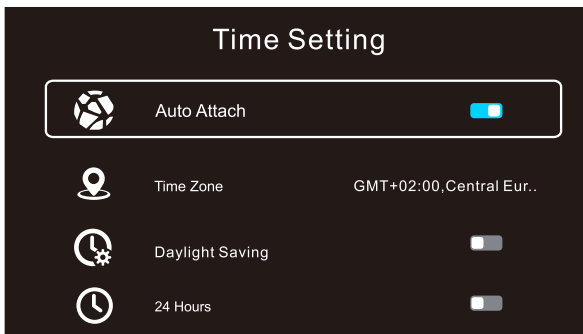 Time Setting
Auto Attach
Time Zone GMT+02:00,Central Eur..
Daylight Saving
24 Hours